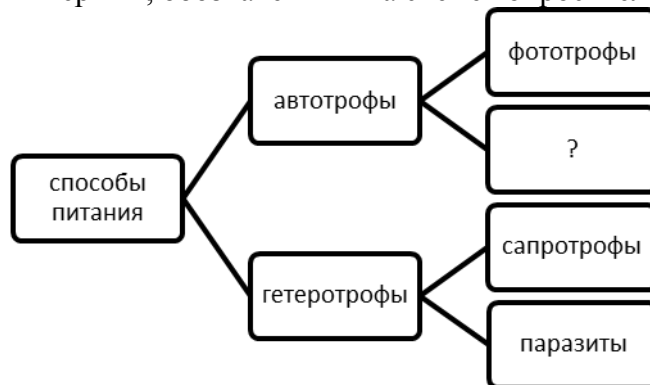 фототрофы
автотрофы
?
способы
питания
сапротрофы
гетеротрофы
паразиты